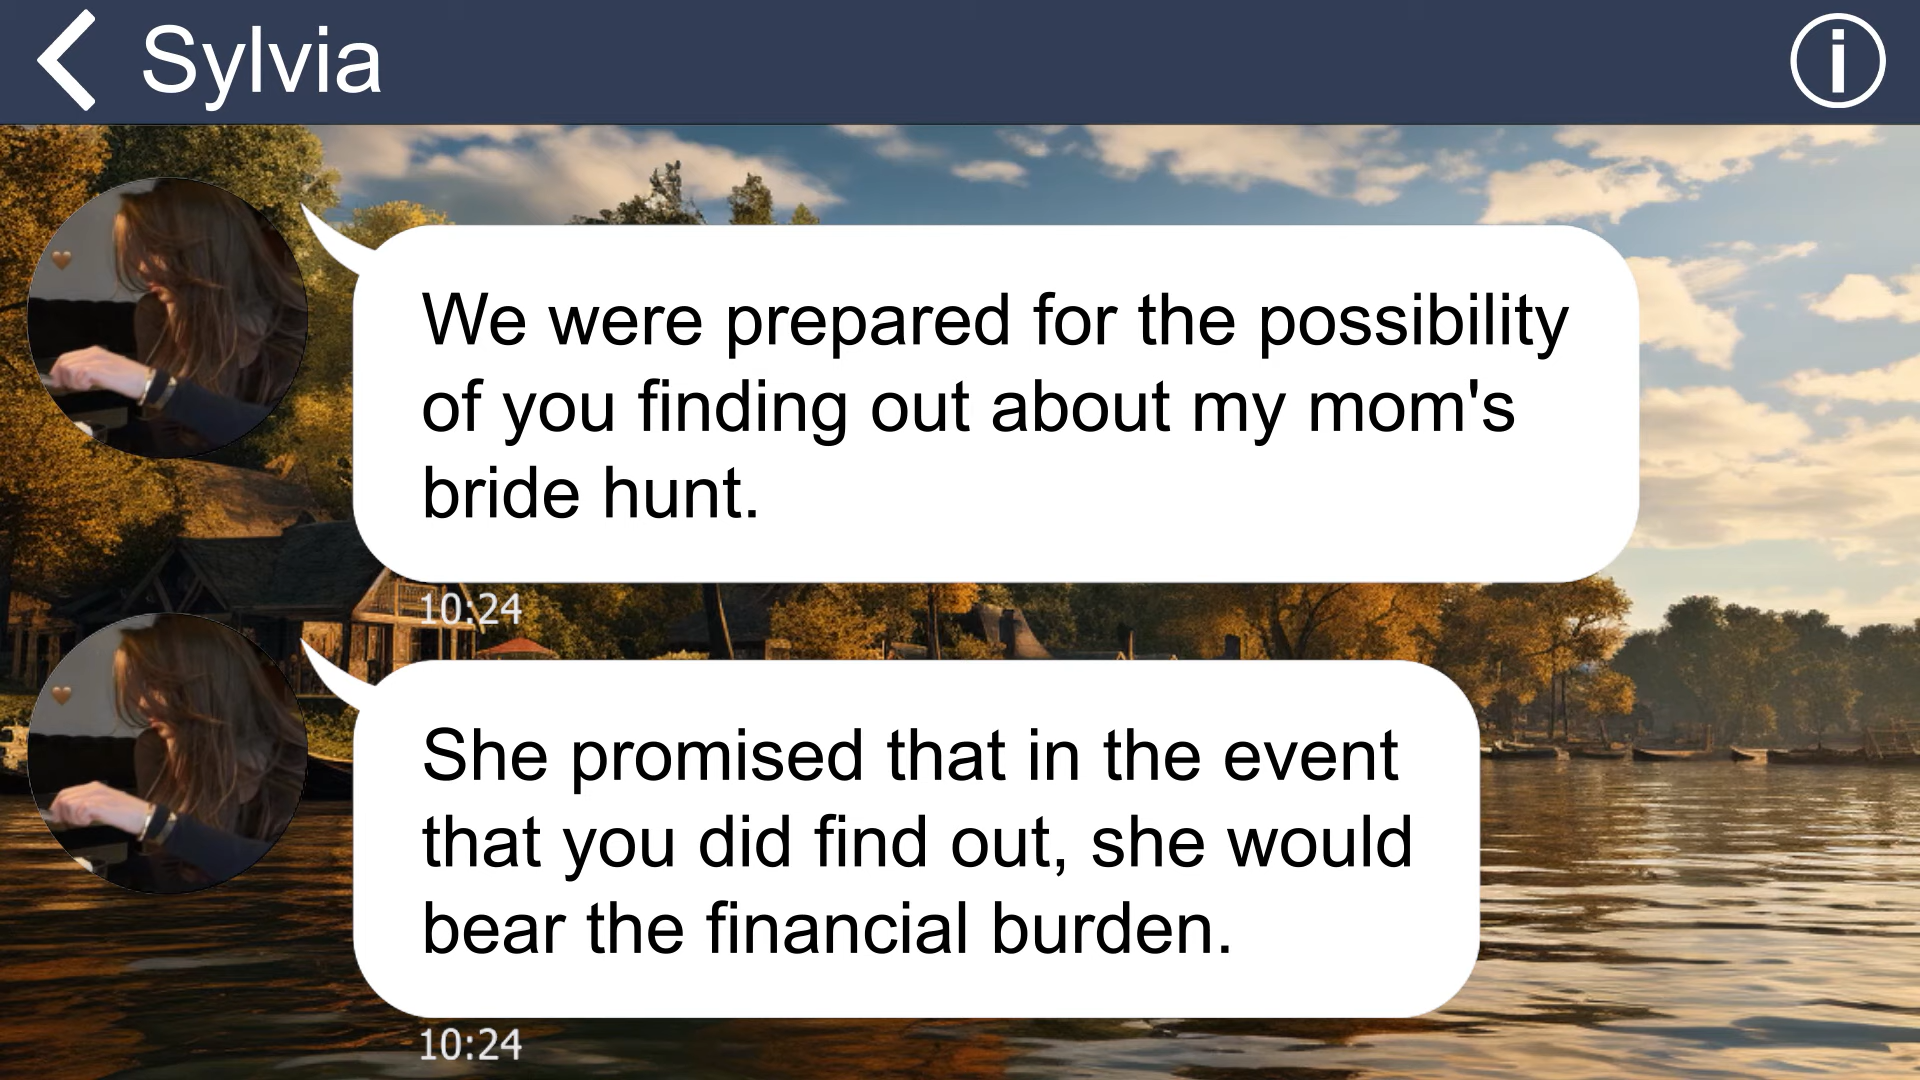 Sylvia
We were prepared for the possibility
of you finding out about my mom's
bride hunt.
10:24
She promised that in the event
that you did find out, she would
bear the financial burden.
10:24